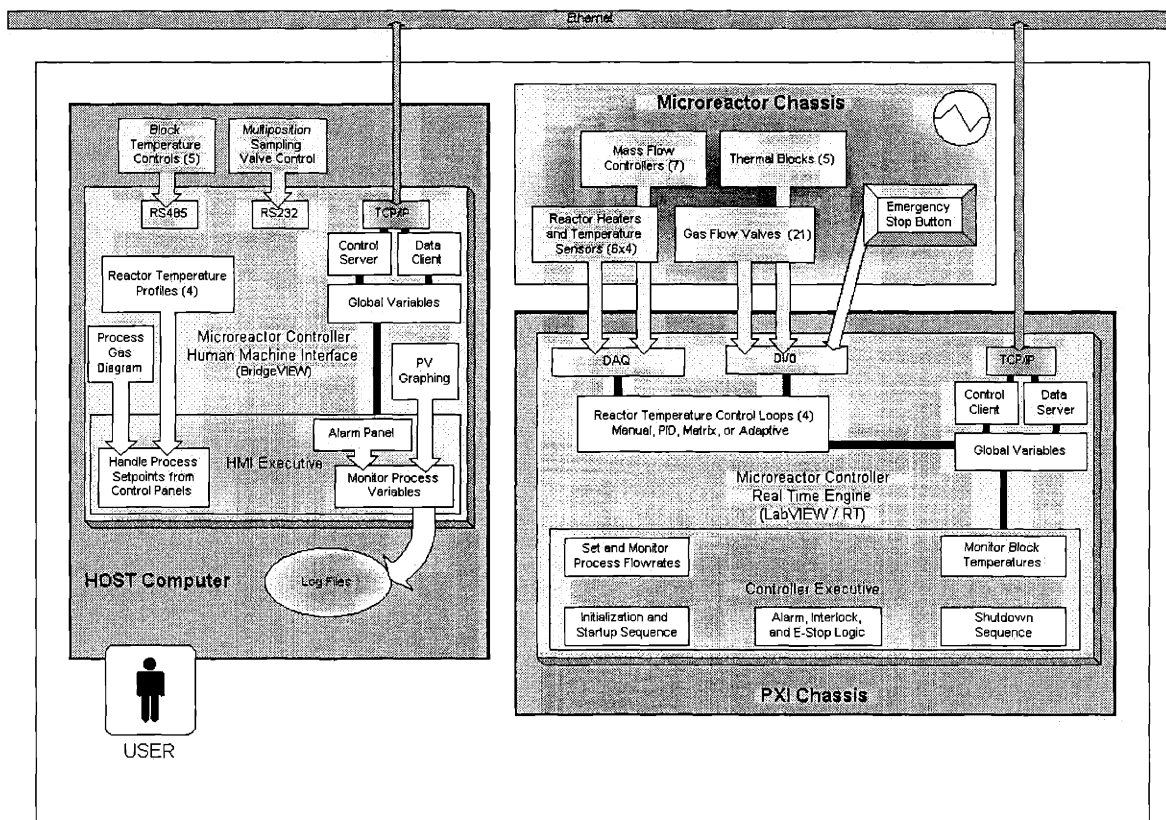 Ethernet
Block
Temperature
Controls (5)
Multiposition
Sampling
Valve Control
RS485
RS232
TCP/IP
Control
Server
Data
Client
Reactor Temperature
Profiles (4)
Global Variables
Process
Gas
Diagram
Microreactor Controller
Human Machine Interface
(BridgeVIEW)
PV
Graphing
Alarm Panel
HMI Executive
Handle Process
Setpoints from
Control Panels
Monitor Process
Variables
HOST Computer
Log Files
USER
Microreactor Chassis
Mass Flow
Controllers (7)
Thermal Blocks (5)
Reactor Heaters
and Temperature
Sensors (6x4)
Gas Flow Valves (21)
Emergency
Stop Button
DAQ
TCP/IP
Control
Client
Data
Server
Reactor Temperature Control Loops (4)
Manual, PID, Matrix, or Adaptive
Global Variables
Microreactor Controller
Real Time Engine
(LabVIEW / RT)
Set and Monitor
Process Flowrates
Monitor Block
Temperatures
Controller Executive
Initialization and
Startup Sequence
Alarm, Interlock,
and E-Stop Logic
Shutdown
Sequence
PXI Chassis